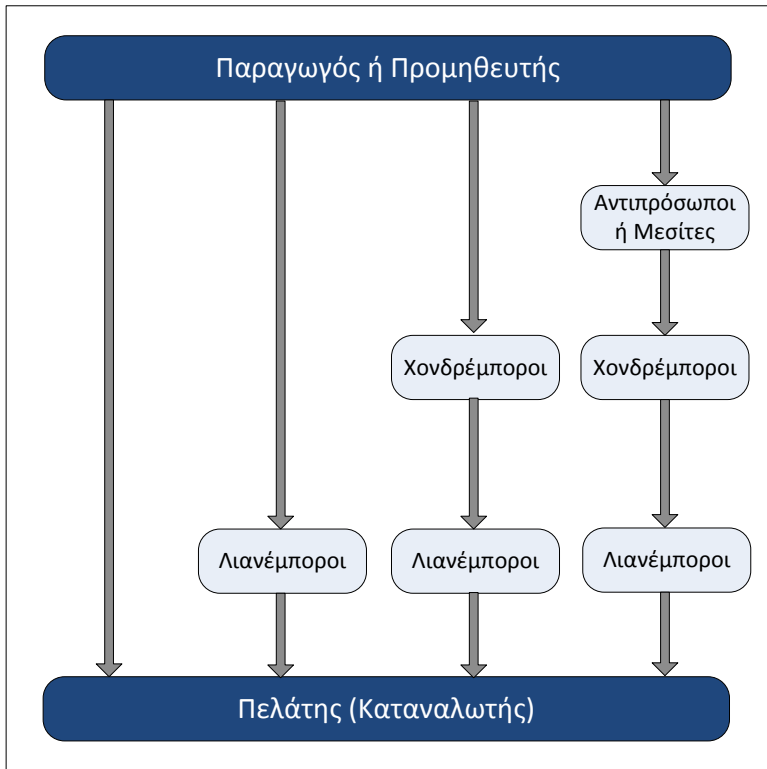 Παραγωγός ή Προμηθευτής
Αντιπρόσωποι
ή Μεσίτες
Χονδρέμποροι
Χονδρέμποροι
Λιανέμποροι
Λιανέμποροι
Λιανέμποροι
Πελάτης (Καταναλωτής)